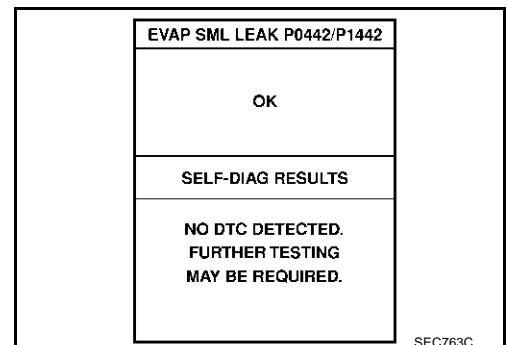 EVAP SML LEAK P0442/P1442
OK
SELF-DIAG RESULTS
NO DTC DETECTED.
FURTHER TESTING
MAY BE REQUIRED.
SEC763C